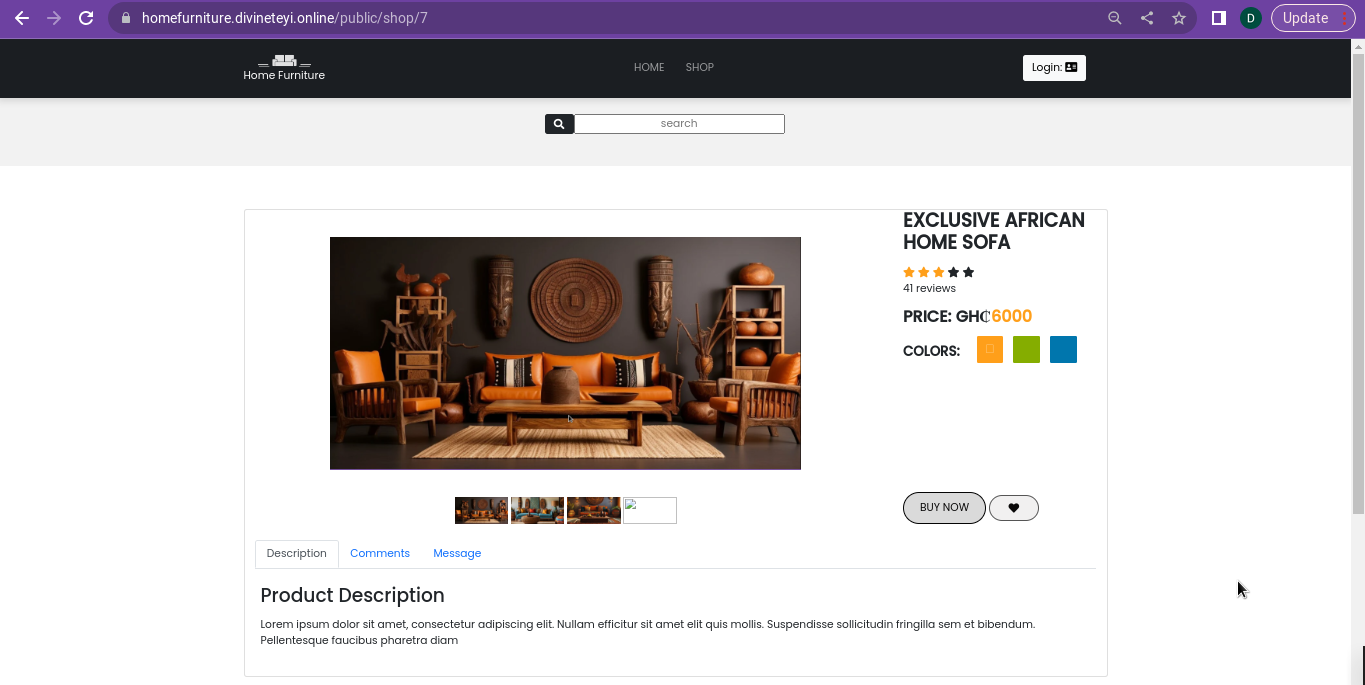 homefurniture.divineteyi.online/public/shop/7
D
Update
Home Furniture
HOME
SHOP
Login:
search
EXCLUSIVE AFRICAN
HOME SOFA
41 reviews
PRICE: GH₵6000
COLORS:
BUY NOW
Description
Comments
Message
Product Description
Lorem ipsum dolor sit amet, consectetur adipiscing elit. Nullam efficitur sit amet elit quis mollis. Suspendisse sollicitudin fringilla sem et bibendum.
Pellentesque faucibus pharetra diam